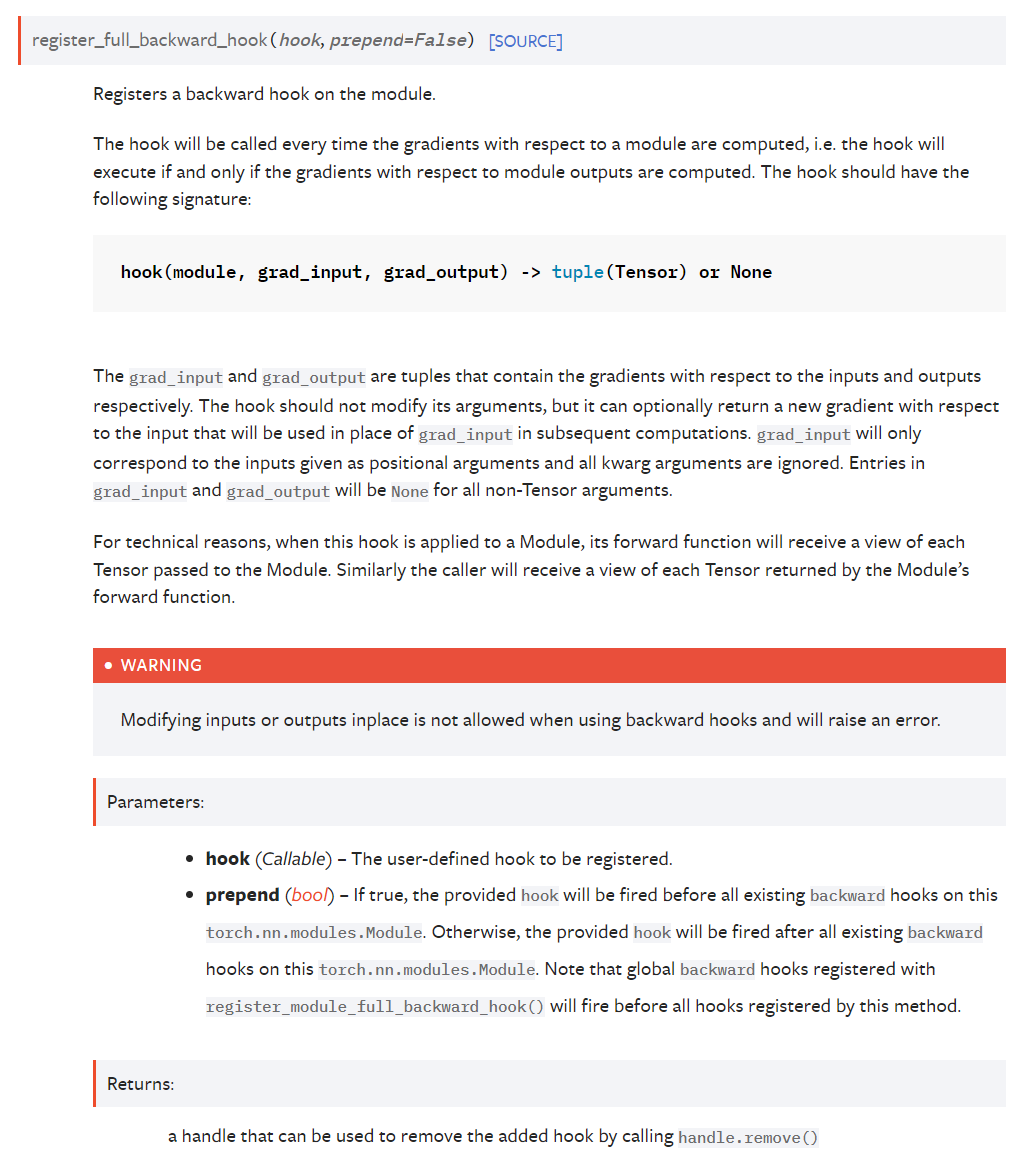 register_full_backward_hook(hook, prepend=False) [SOURCE]
Registers a backward hook on the module.
The hook will be called every time the gradients with respect to a module are computed, i.e. the hook will
execute if and only if the gradients with respect to module outputs are computed. The hook should have the
following signature:
hook(module, grad_input, grad_output) -> tuple(Tensor) or None
The grad_input and grad_output are tuples that contain the gradients with respect to the inputs and outputs
respectively. The hook should not modify its arguments, but it can optionally return a new gradient with respect
to the input that will be used in place of grad_input in subsequent computations. grad_input will only
correspond to the inputs given as positional arguments and all kwarg arguments are ignored. Entries in
grad_input and grad_output will be None for all non-Tensor arguments.
For technical reasons, when this hook is applied to a Module, its forward function will receive a view of each
Tensor passed to the Module. Similarly the caller will receive a view of each Tensor returned by the Module’s
forward function.
• WARNING
Modifying inputs or outputs inplace is not allowed when using backward hooks and will raise an error.
Parameters:
• hook (Callable) – The user-defined hook to be registered.
• prepend (bool) – If true, the provided hook will be fired before all existing backward hooks on this
torch.nn.modules.Module. Otherwise, the provided hook will be fired after all existing backward
hooks on this torch.nn.modules.Module. Note that global backward hooks registered with
register_module_full_backward_hook() will fire before all hooks registered by this method.
Returns:
a handle that can be used to remove the added hook by calling handle.remove()